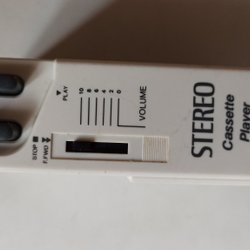 ▼ PLAY
STOP ■
F.FWD ▶▶
10 8 6 4 2 0
VOLUME
STEREO
Cassette
Player